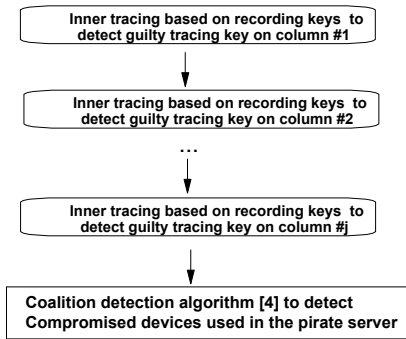 Inner tracing based on recording keys to
detect guilty tracing key on column #1
Inner tracing based on recording keys to
detect guilty tracing key on column #2
...
Inner tracing based on recording keys to
detect guilty tracing key on column #j
Coalition detection algorithm [4] to detect
Compromised devices used in the pirate server